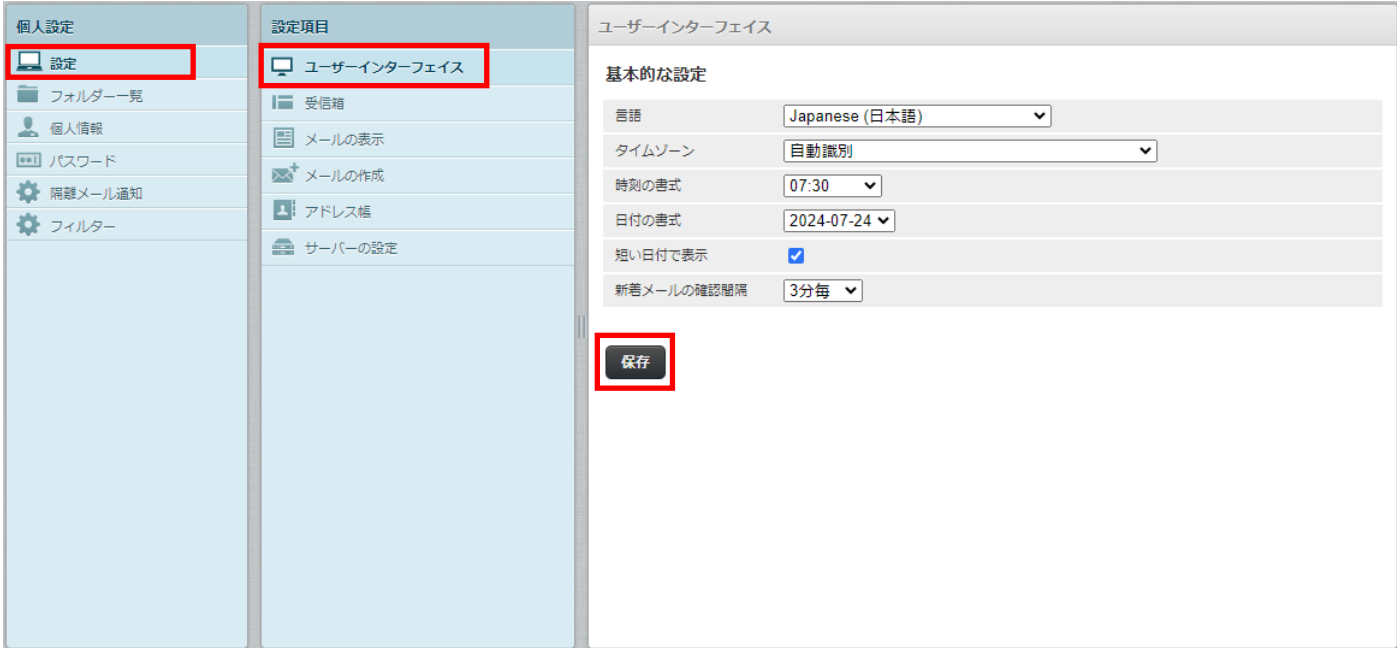 個人設定
設定
フォルダー一覧
個人情報
パスワード
隔離メール通知
フィルター
設定項目
ユーザーインターフェイス
受信箱
メールの表示
メールの作成
アドレス帳
サーバーの設定
ユーザーインターフェイス
基本的な設定
言語 Japanese (日本語)
タイムゾーン 自動識別
時刻の書式 07:30
日付の書式 2024-07-24
短い日付で表示
新着メールの確認間隔 3分毎
保存